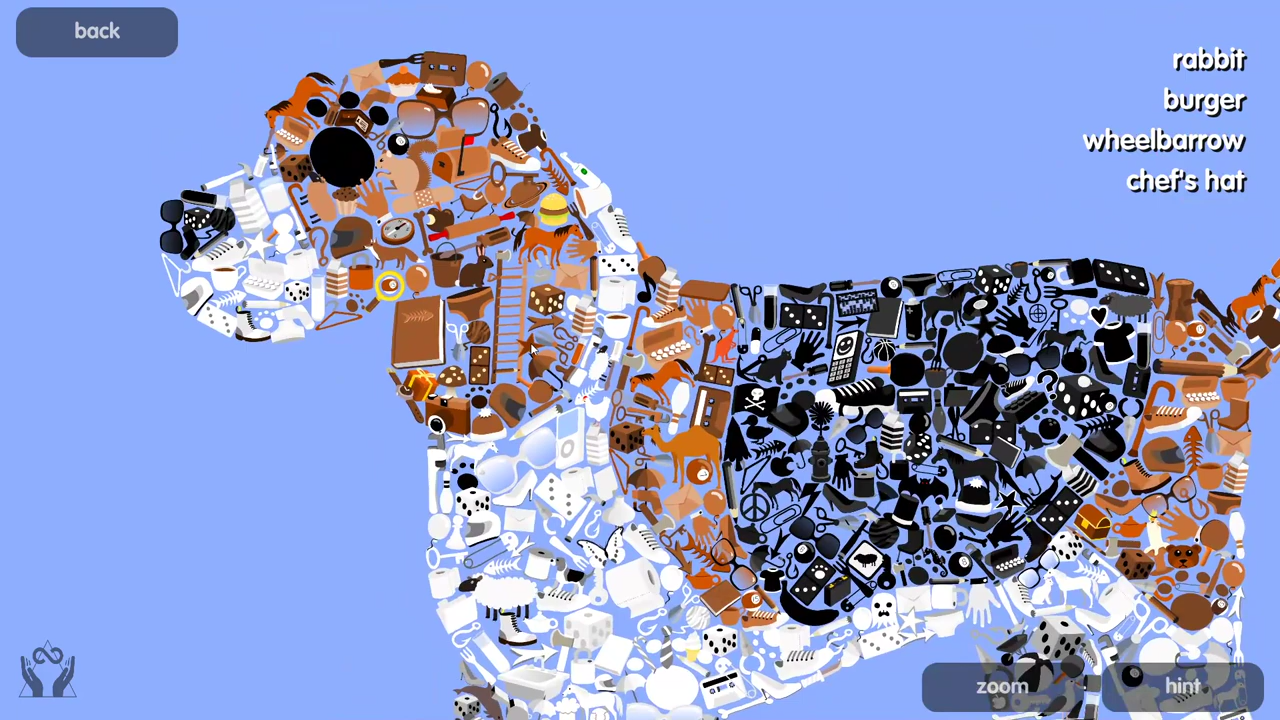 back
rabbit
burger
wheelbarrow
chef's hat
zoom
hint